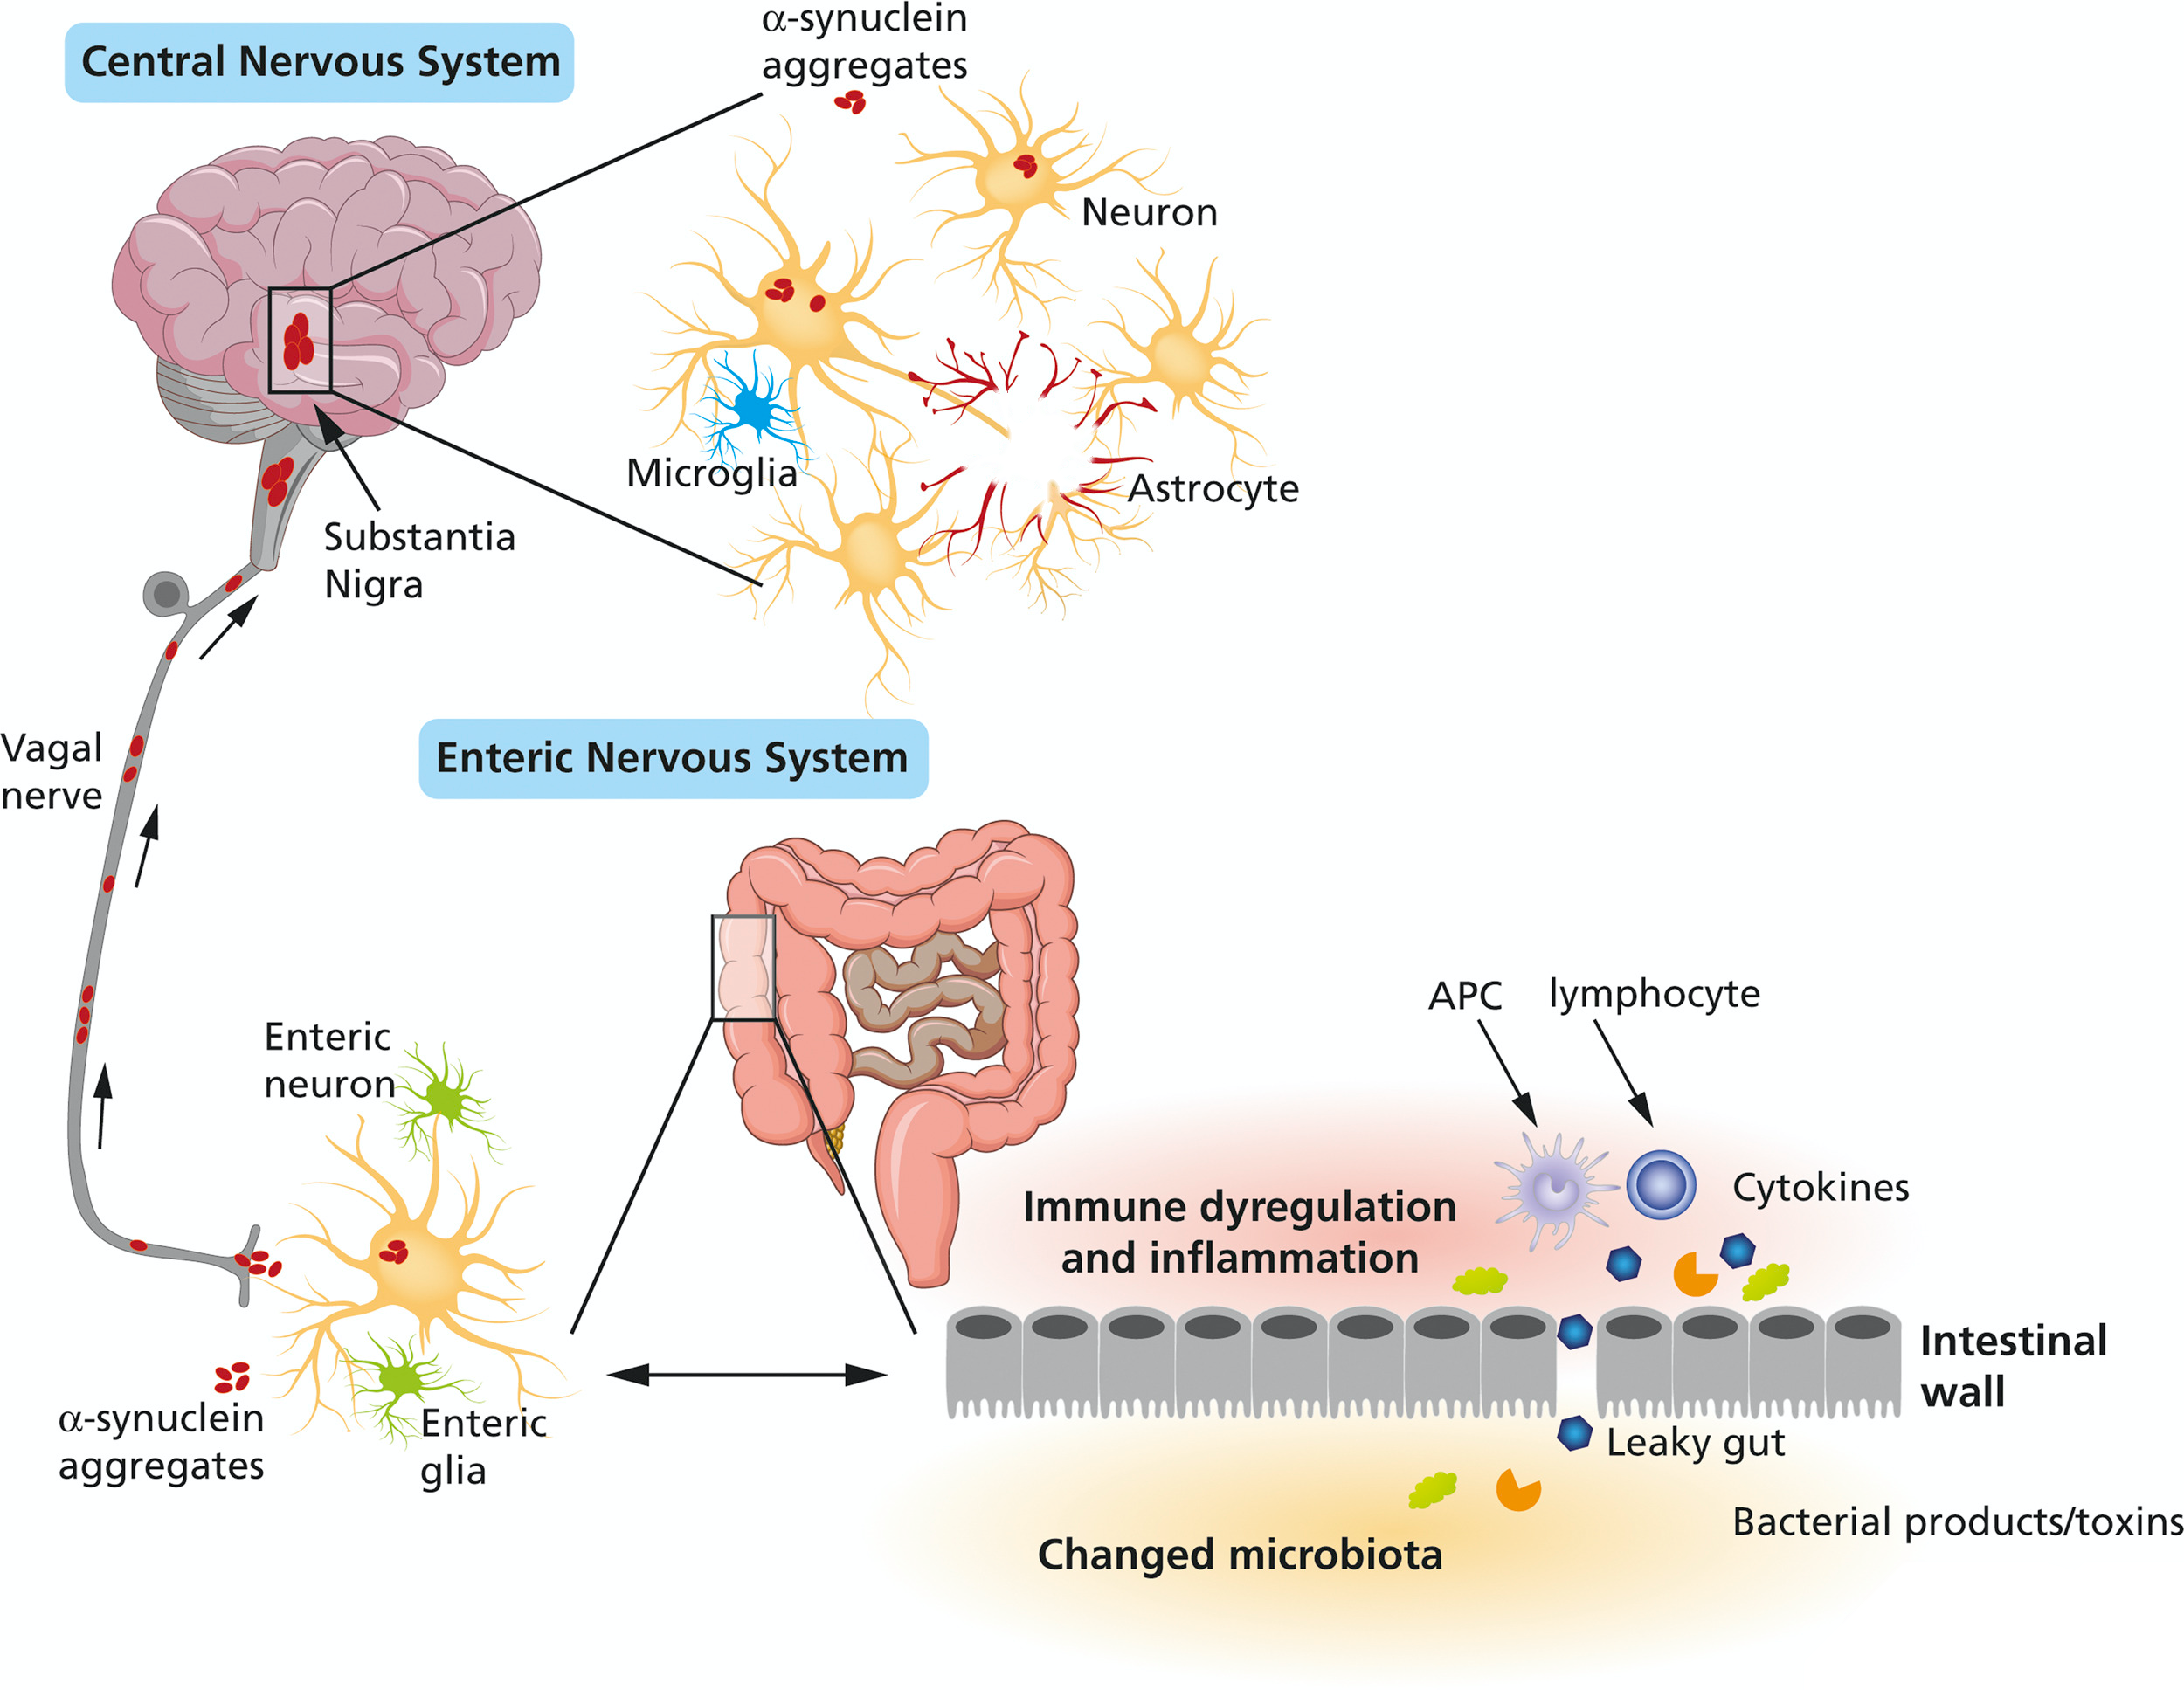 Central Nervous System
α-synuclein
aggregates
Neuron
Microglia
Astrocyte
Substantia
Nigra
Vagal
nerve
Enteric Nervous System
Enteric
neuron
APC
lymphocyte
Immune dyregulation
and inflammation
Cytokines
Intestinal
wall
α-synuclein
aggregates
Enteric
glia
Leaky gut
Changed microbiota
Bacterial products/toxins